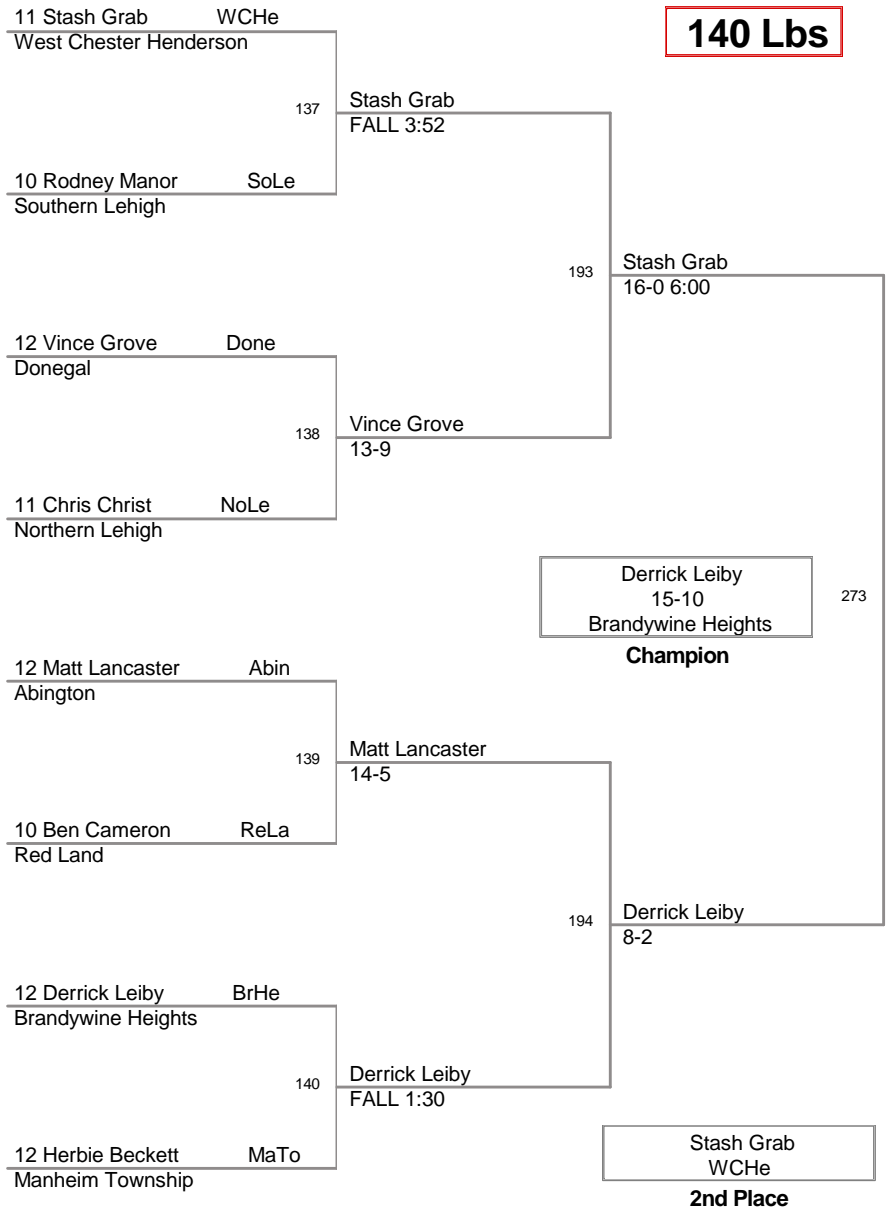 11 Stash Grab WCHe
West Chester Henderson
140 Lbs
137
Stash Grab
FALL 3:52
10 Rodney Manor SoLe
Southern Lehigh
193
Stash Grab
16-0 6:00
12 Vince Grove Done
Donegal
138
Vince Grove
13-9
11 Chris Christ NoLe
Northern Lehigh
Derrick Leiby
15-10
Brandywine Heights
Champion
273
12 Matt Lancaster Abin
Abington
139
Matt Lancaster
14-5
10 Ben Cameron ReLa
Red Land
194
Derrick Leiby
8-2
12 Derrick Leiby BrHe
Brandywine Heights
140
Derrick Leiby
FALL 1:30
12 Herbie Beckett MaTo
Manheim Township
Stash Grab
WCHe
2nd Place